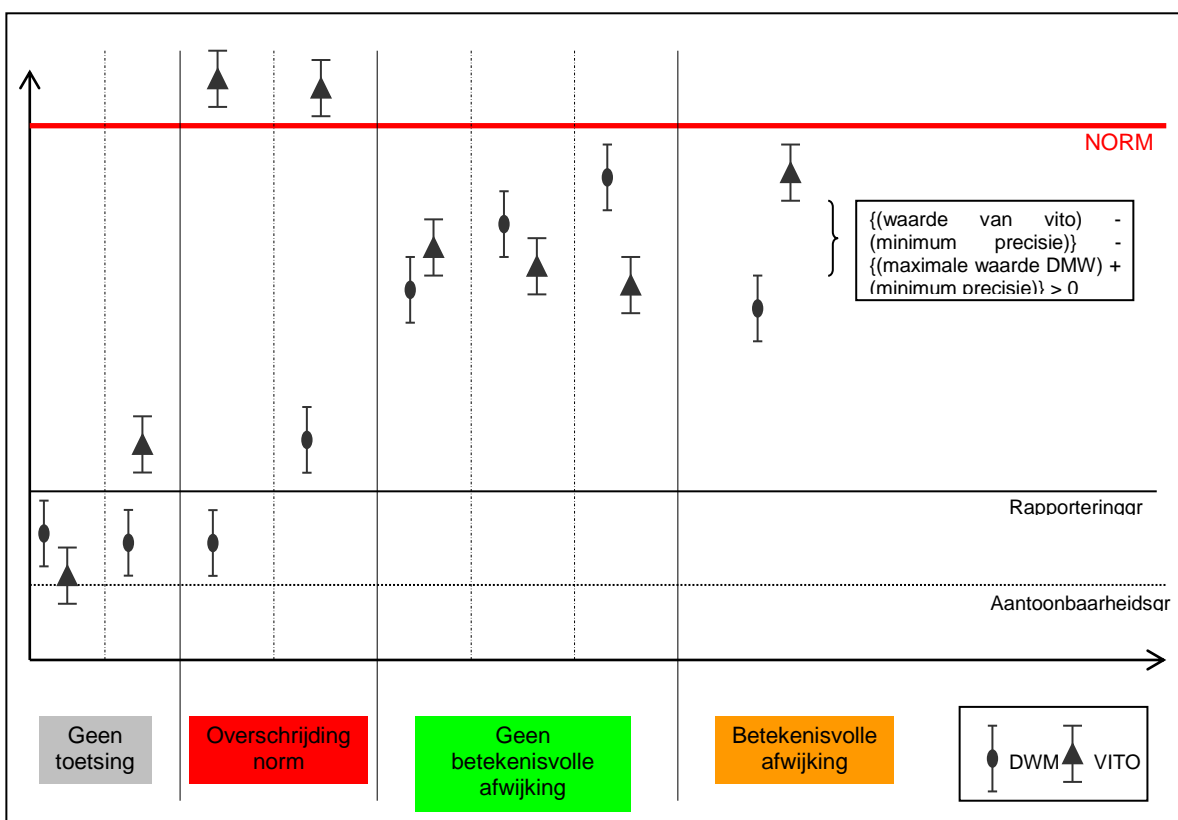 NORM
{(waarde van vito) -
(minimum precisie)} -
{(maximale waarde DMW) +
(minimum precisie)} > 0
Rapporteringgr
Aantoonbaarheidsgr
Geen
toetsing
Overschrijding
norm
Geen
betekenisvolle
afwijking
Betekenisvolle
afwijking
DWM
VITO